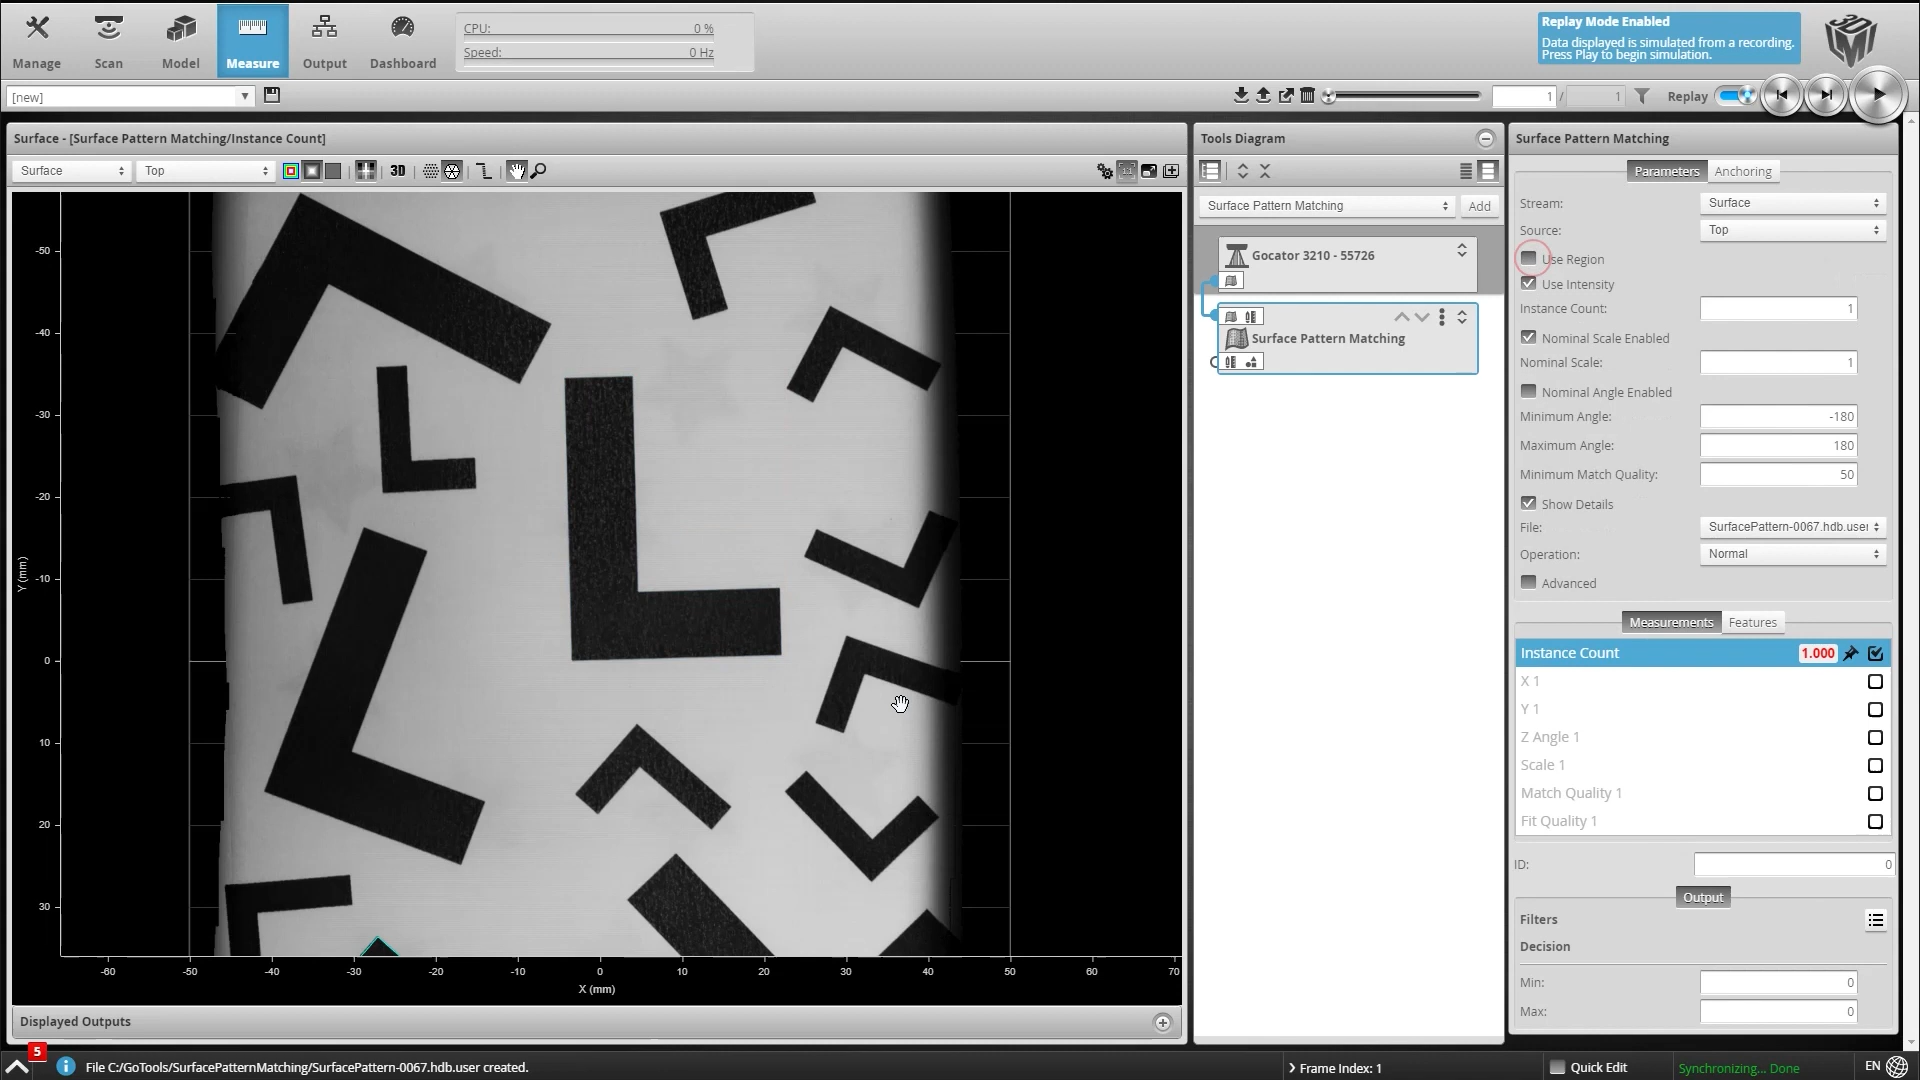 Manage
Scan
Model
Measure
Output
Dashboard
CPU: 0 %
Speed: 0 Hz
Replay Mode Enabled
Data displayed is simulated from a recording.
Press Play to begin simulation.
[new]
1 / 1
Replay
Surface - [Surface Pattern Matching/Instance Count]
Surface
Top
3D
-50
-40
-30
-20
-10
0
10
20
30
Y (mm)
-60 -50 -40 -30 -20 -10 0 10 20 30 40 50 60 70
X (mm)
Displayed Outputs
Tools Diagram
Surface Pattern Matching
Add
Gocator 3210 - 55726
Surface Pattern Matching
Surface Pattern Matching
Parameters Anchoring
Stream: Surface
Source: Top
Use Region
Use Intensity
Instance Count: 1
Nominal Scale Enabled
Nominal Scale: 1
Nominal Angle Enabled
Minimum Angle: -180
Maximum Angle: 180
Minimum Match Quality: 50
Show Details
File: SurfacePattern-0067.hdb.user
Operation: Normal
Advanced
Measurements Features
Instance Count 1.000
X 1
Y 1
Z Angle 1
Scale 1
Match Quality 1
Fit Quality 1
ID: 0
Output
Filters
Decision
Min: 0
Max: 0
5
File C:/GoTools/SurfacePatternMatching/SurfacePattern-0067.hdb.user created.
Frame Index: 1
Quick Edit
Synchronizing... Done
EN